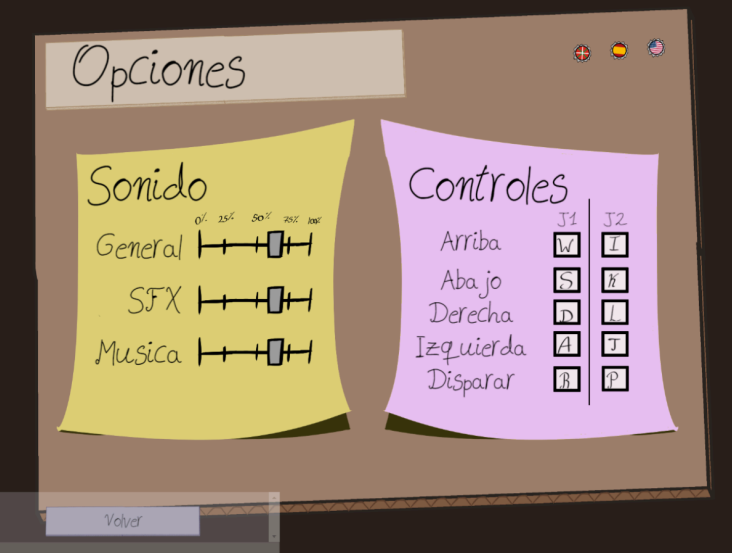 Opciones
Sonido
0% 25% 50% 75% 100%
General
SFX
Musica
Controles
J1 J2
Arriba W I
Abajo S K
Derecha D L
Izquierda A J
Disparar R P
Volver